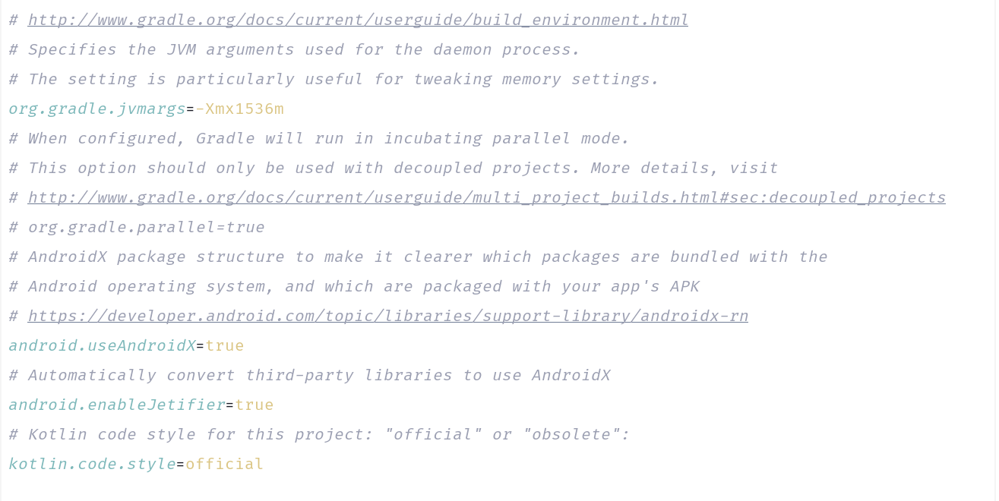 # http://www.gradle.org/docs/current/userguide/build_environment.html
# Specifies the JVM arguments used for the daemon process.
# The setting is particularly useful for tweaking memory settings.
org.gradle.jvmargs=-Xmx1536m
# When configured, Gradle will run in incubating parallel mode.
# This option should only be used with decoupled projects. More details, visit
# http://www.gradle.org/docs/current/userguide/multi_project_builds.html#sec:decoupled_projects
# org.gradle.parallel=true
# AndroidX package structure to make it clearer which packages are bundled with the
# Android operating system, and which are packaged with your app's APK
# https://developer.android.com/topic/libraries/support-library/androidx-rn
android.useAndroidX=true
# Automatically convert third-party libraries to use AndroidX
android.enableJetifier=true
# Kotlin code style for this project: "official" or "obsolete":
kotlin.code.style=official